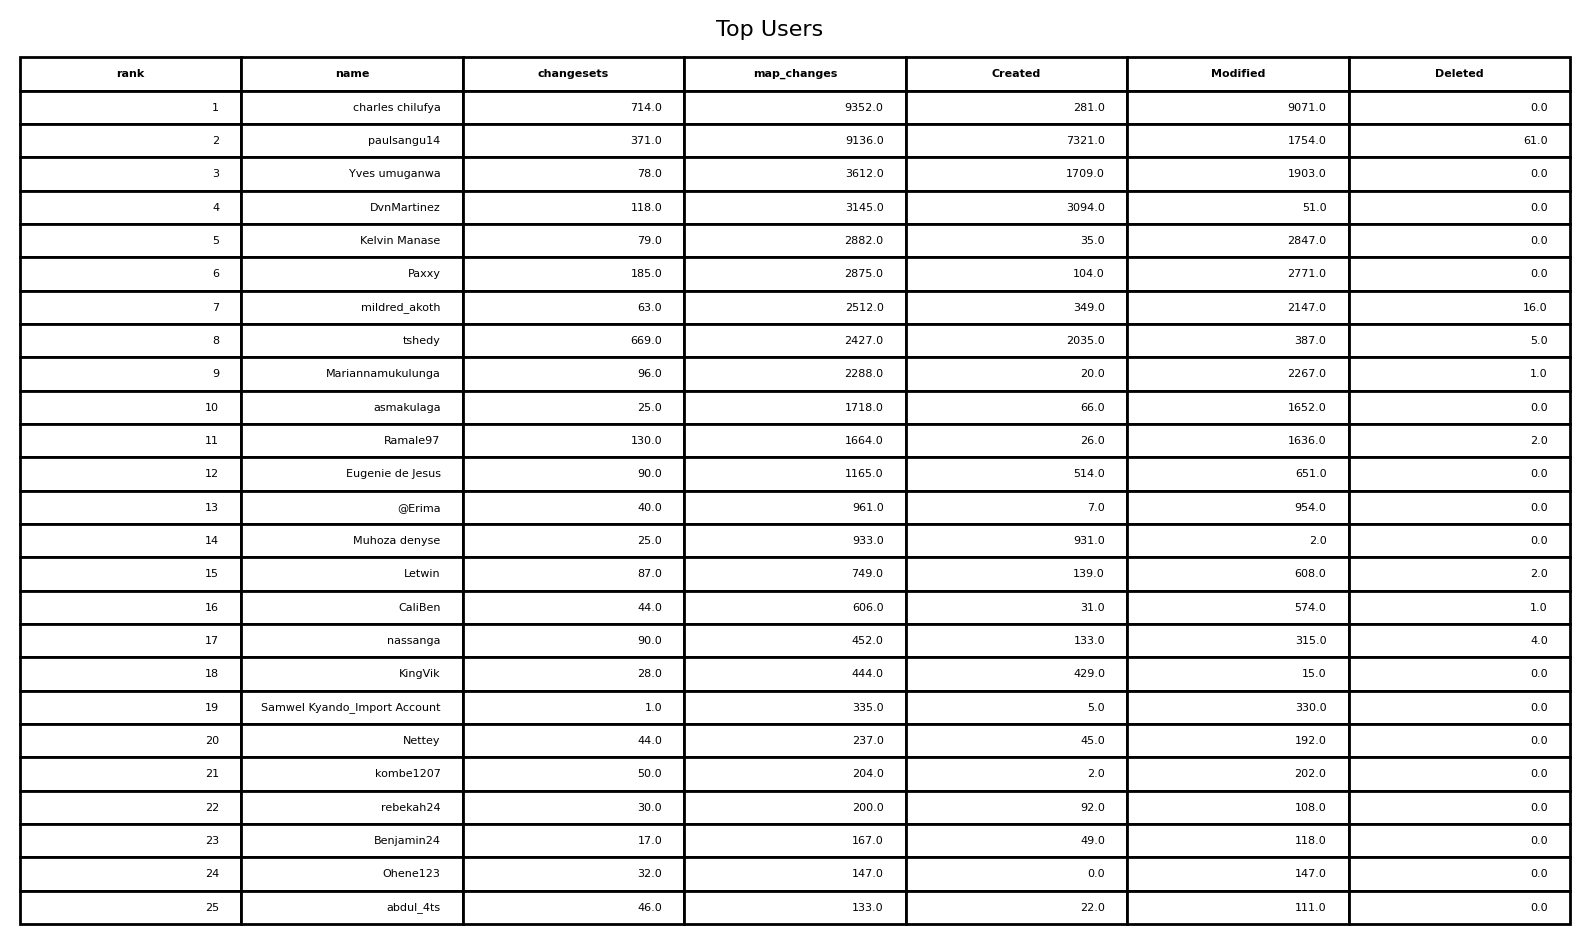 Top Users
rank name changesets map_changes Created Modified Deleted
1 charles chilufya 714.0 9352.0 281.0 9071.0 0.0
2 paulsangu14 371.0 9136.0 7321.0 1754.0 61.0
3 Yves umuganwa 78.0 3612.0 1709.0 1903.0 0.0
4 DvnMartinez 118.0 3145.0 3094.0 51.0 0.0
5 Kelvin Manase 79.0 2882.0 35.0 2847.0 0.0
6 Paxxy 185.0 2875.0 104.0 2771.0 0.0
7 mildred_akoth 63.0 2512.0 349.0 2147.0 16.0
8 tshedy 669.0 2427.0 2035.0 387.0 5.0
9 Mariannamukulunga 96.0 2288.0 20.0 2267.0 1.0
10 asmakulaga 25.0 1718.0 66.0 1652.0 0.0
11 Ramale97 130.0 1664.0 26.0 1636.0 2.0
12 Eugenie de Jesus 90.0 1165.0 514.0 651.0 0.0
13 @Erima 40.0 961.0 7.0 954.0 0.0
14 Muhoza denyse 25.0 933.0 931.0 2.0 0.0
15 Letwin 87.0 749.0 139.0 608.0 2.0
16 CaliBen 44.0 606.0 31.0 574.0 1.0
17 nassanga 90.0 452.0 133.0 315.0 4.0
18 KingVik 28.0 444.0 429.0 15.0 0.0
19 Samwel Kyando_Import Account 1.0 335.0 5.0 330.0 0.0
20 Nettey 44.0 237.0 45.0 192.0 0.0
21 kombe1207 50.0 204.0 2.0 202.0 0.0
22 rebekah24 30.0 200.0 92.0 108.0 0.0
23 Benjamin24 17.0 167.0 49.0 118.0 0.0
24 Ohene123 32.0 147.0 0.0 147.0 0.0
25 abdul_4ts 46.0 133.0 22.0 111.0 0.0